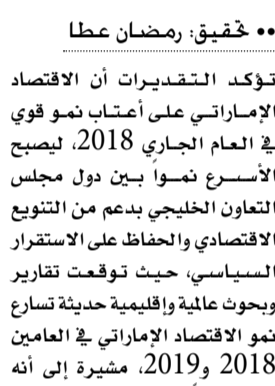 •• تحقيق: رمضان عطا
تؤكد التقديرات أن الاقتصاد
الإماراتي على أعتاب نمو قوي
في العام الجاري 2018، ليصبح
الأسرع نمواً بين دول مجلس
التعاون الخليجي بدعم من التنويع
الاقتصادي والحفاظ على الاستقرار
السياسي، حيث توقعت تقارير
وبحوث عالمية وإقليمية حديثة تسارع
نمو الاقتصاد الإماراتي في العامين
2018 و2019، مشيرة إلى أنه